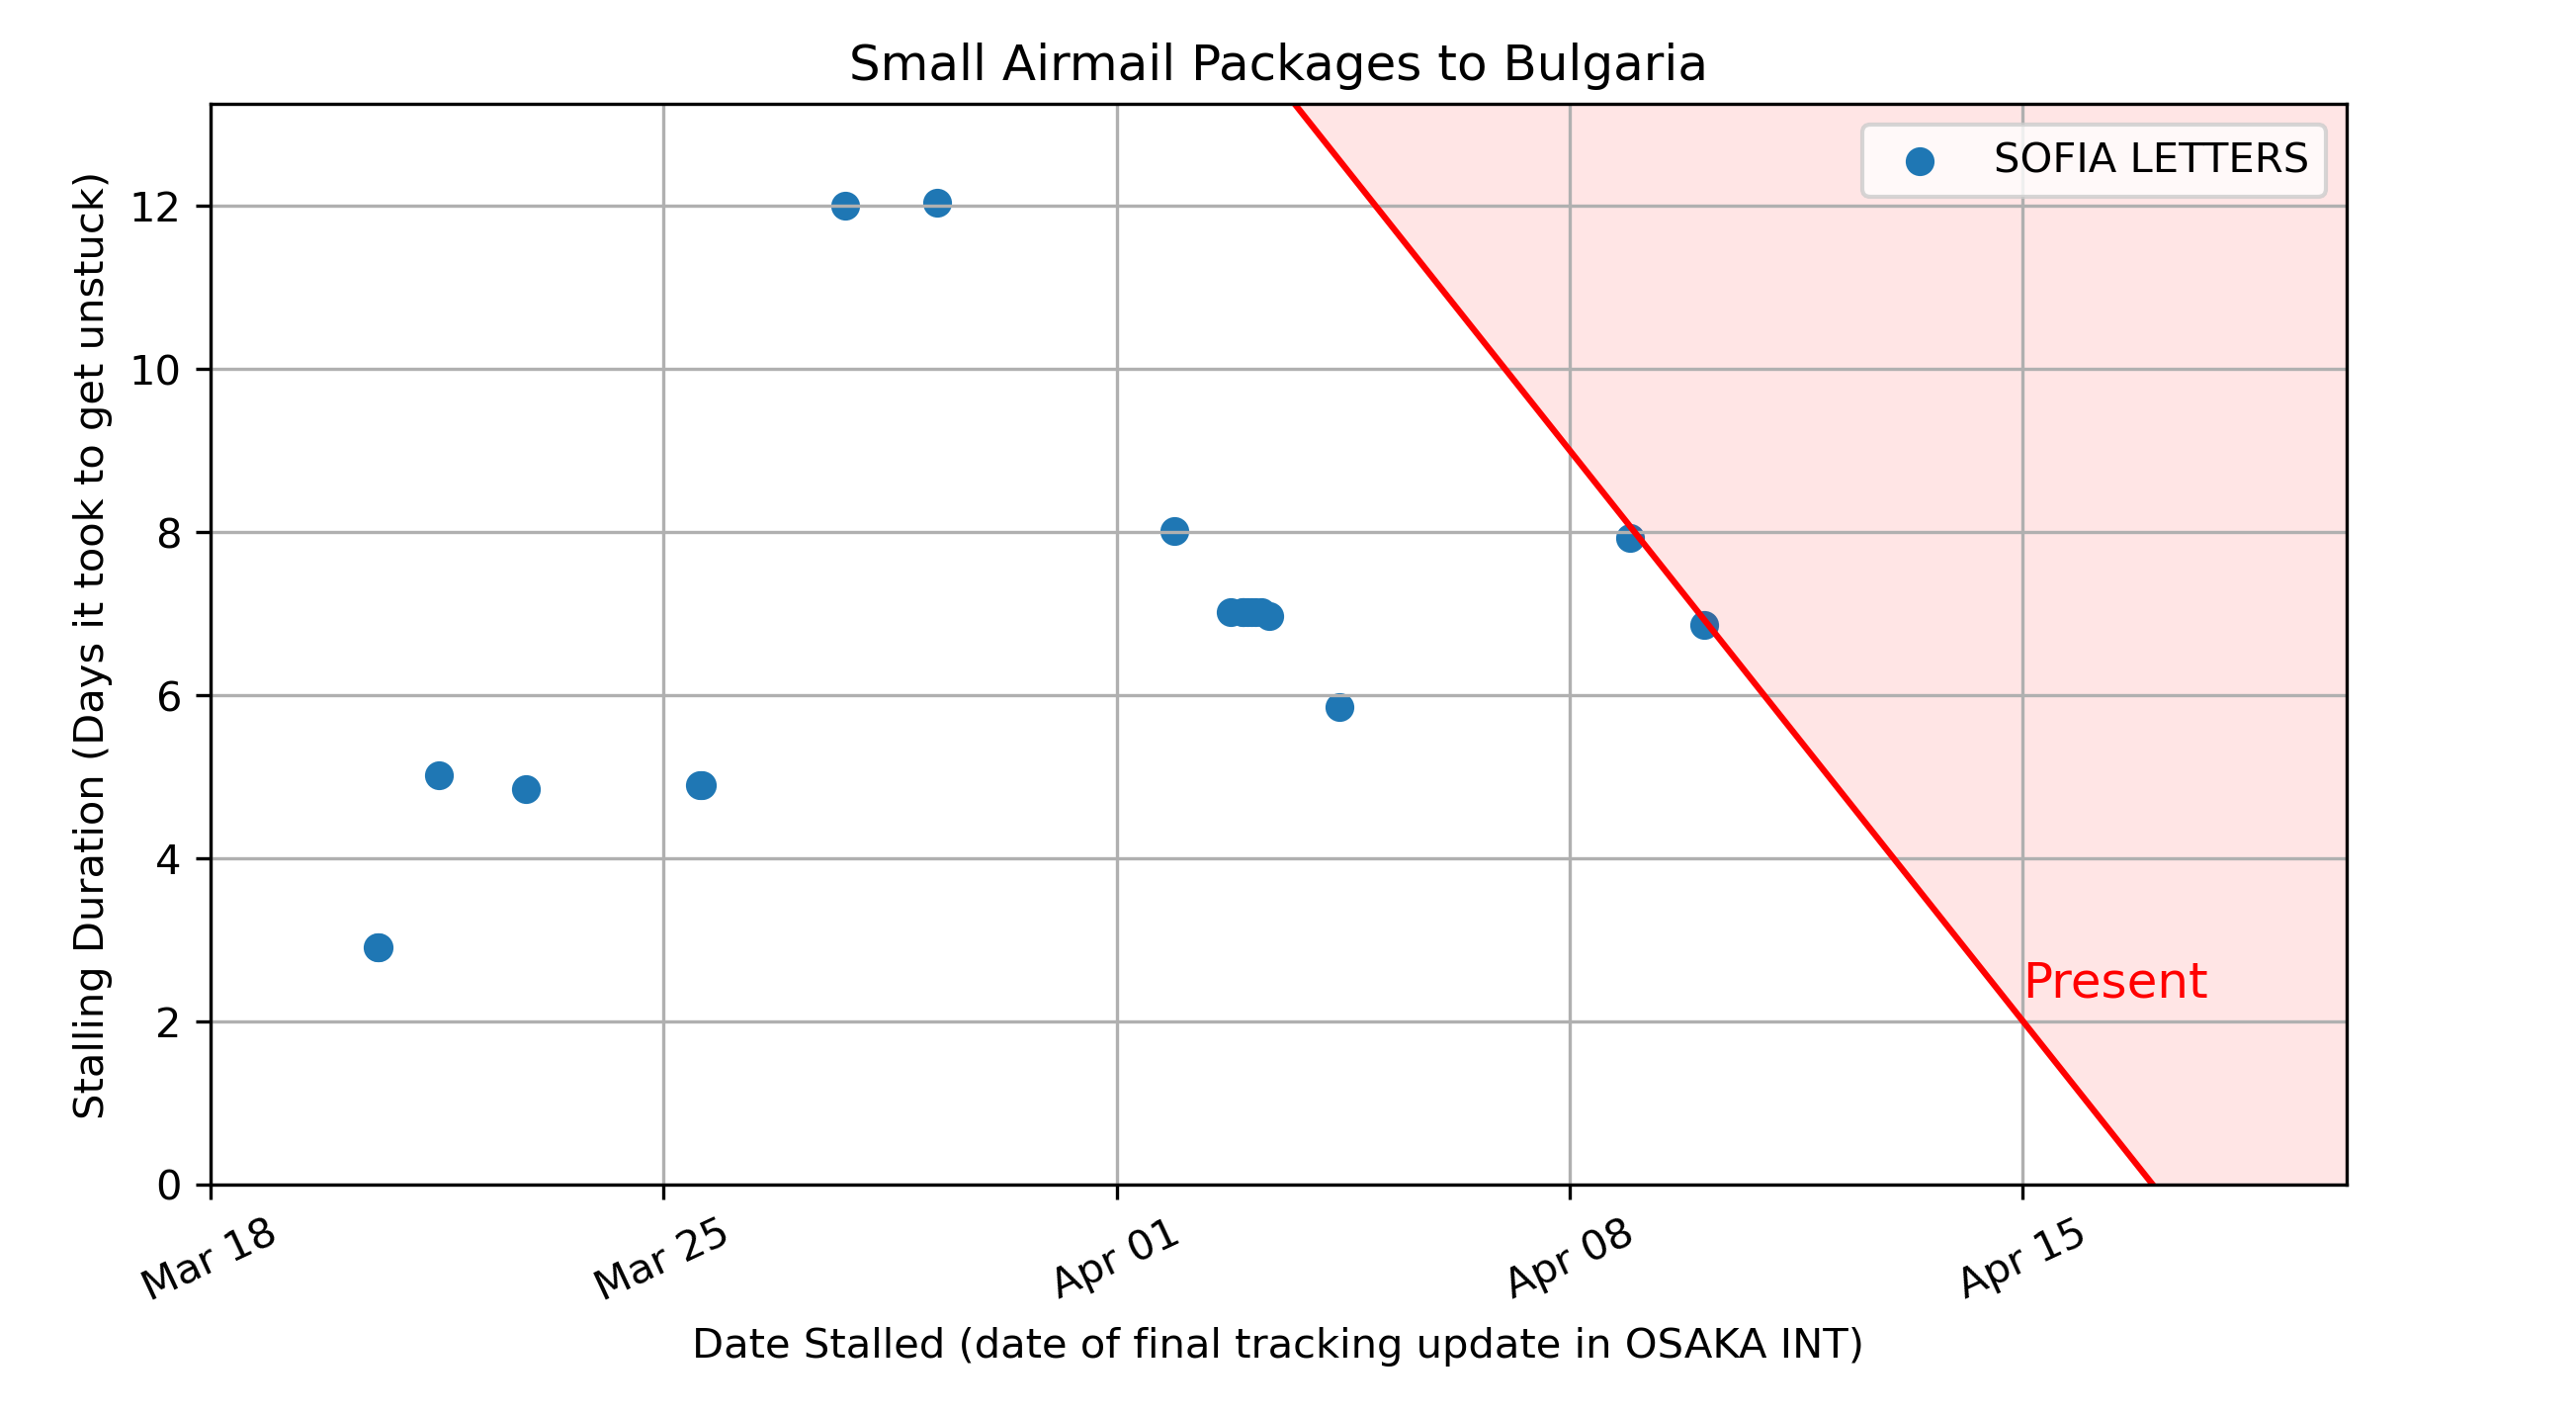 Small Airmail Packages to Bulgaria
SOFIA LETTERS
Stalling Duration (Days it took to get unstuck)
12
10
8
6
4
2
0
Present
Mar 18
Mar 25
Apr 01
Apr 08
Apr 15
Date Stalled (date of final tracking update in OSAKA INT)